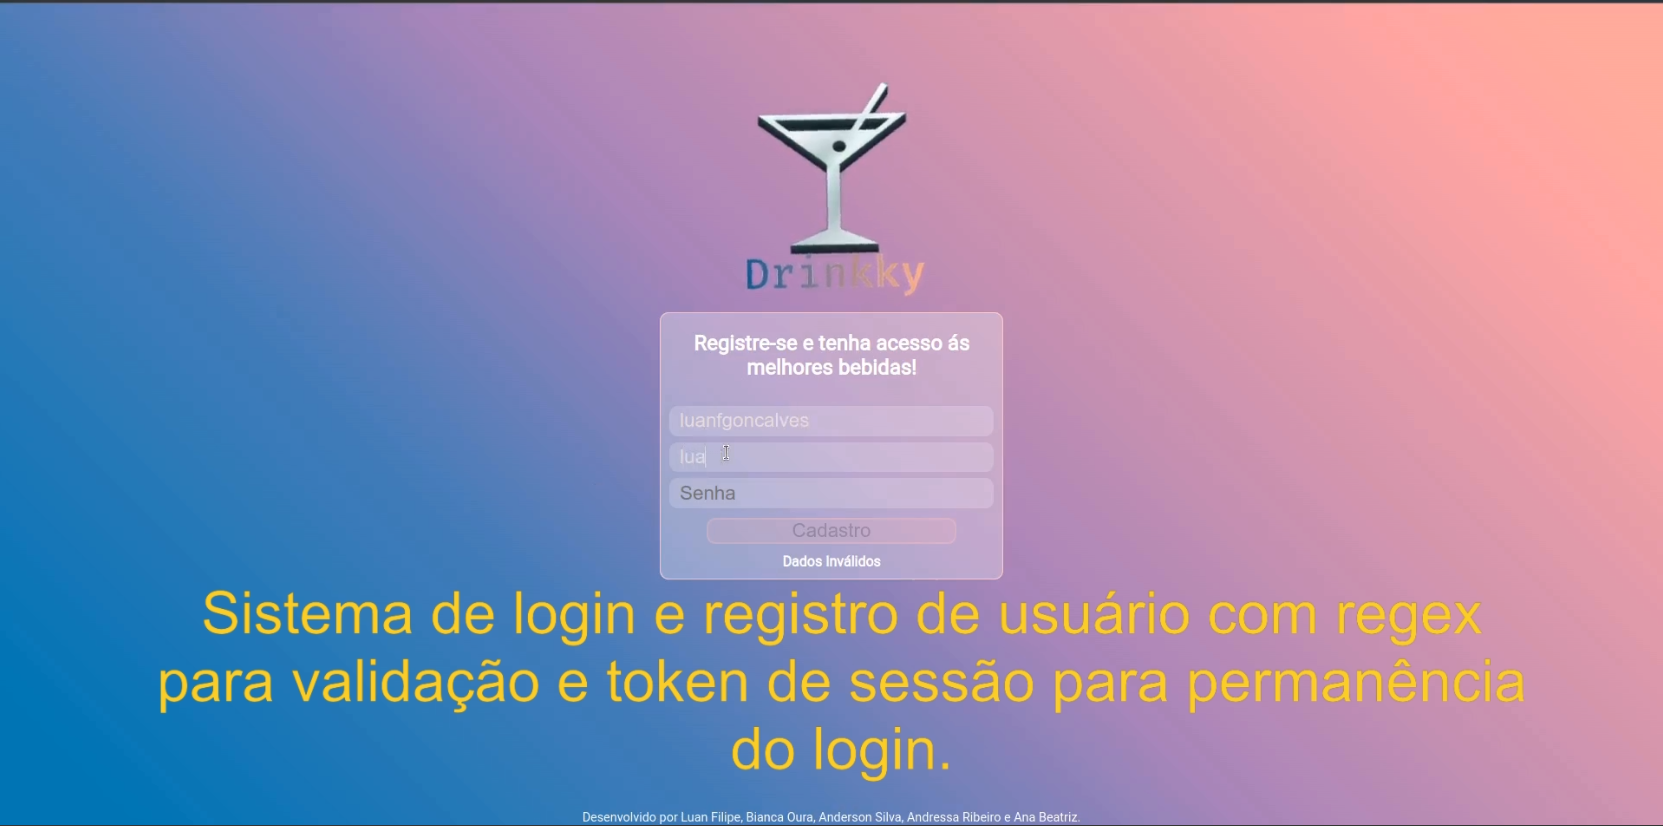 Drinkky
Registre-se e tenha acesso ás
melhores bebidas!
luanfgoncalves
lua
Senha
Cadastro
Dados Inválidos
Sistema de login e registro de usuário com regex
para validação e token de sessão para permanência
do login.
Desenvolvido por Luan Filipe, Bianca Oura, Anderson Silva, Andressa Ribeiro e Ana Beatriz.